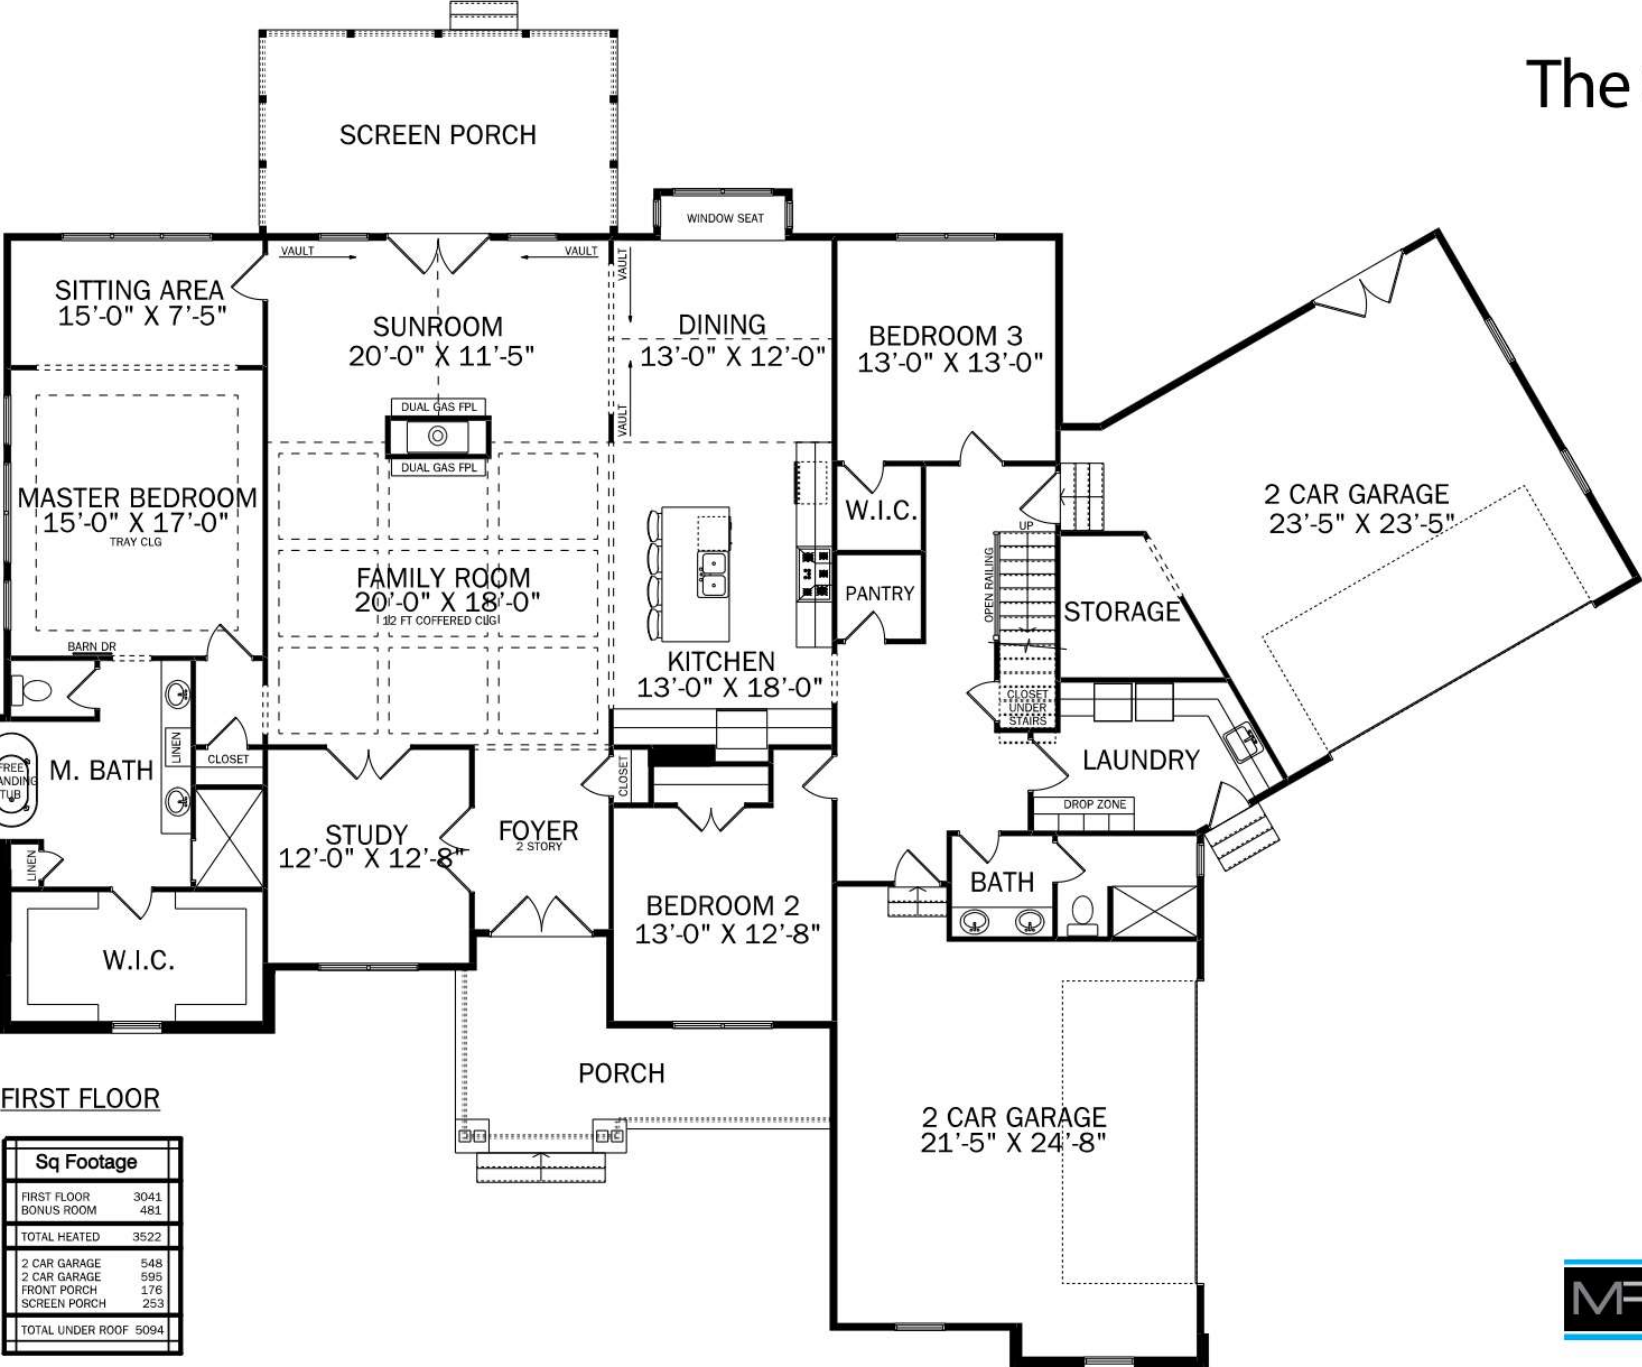 The
SCREEN PORCH
WINDOW SEAT
VAULT
VAULT
VAULT
SITTING AREA
15'-0" X 7'-5"
SUNROOM
20'-0" X 11'-5"
DINING
13'-0" X 12'-0"
BEDROOM 3
13'-0" X 13'-0"
VAULT
DUAL GAS FPL
DUAL GAS FPL
MASTER BEDROOM
15'-0" X 17'-0"
TRAY CLG
2 CAR GARAGE
23'-5" X 23'-5"
W.I.C.
UP
OPEN RAILING
FAMILY ROOM
20'-0" X 18'-0"
12 FT COFFERED CLG
PANTRY
STORAGE
BARN DR
KITCHEN
13'-0" X 18'-0"
CLOSET
UNDER
STAIRS
LINEN
CLOSET
M. BATH
FREE
ANDING
TUB
CLOSET
LAUNDRY
DROP ZONE
STUDY
12'-0" X 12'-8"
FOYER
2 STORY
LINEN
BATH
BEDROOM 2
13'-0" X 12'-8"
W.I.C.
PORCH
2 CAR GARAGE
21'-5" X 24'-8"
FIRST FLOOR
Sq Footage
FIRST FLOOR 3041
BONUS ROOM 481
TOTAL HEATED 3522
2 CAR GARAGE 548
2 CAR GARAGE 595
FRONT PORCH 176
SCREEN PORCH 253
TOTAL UNDER ROOF 5094